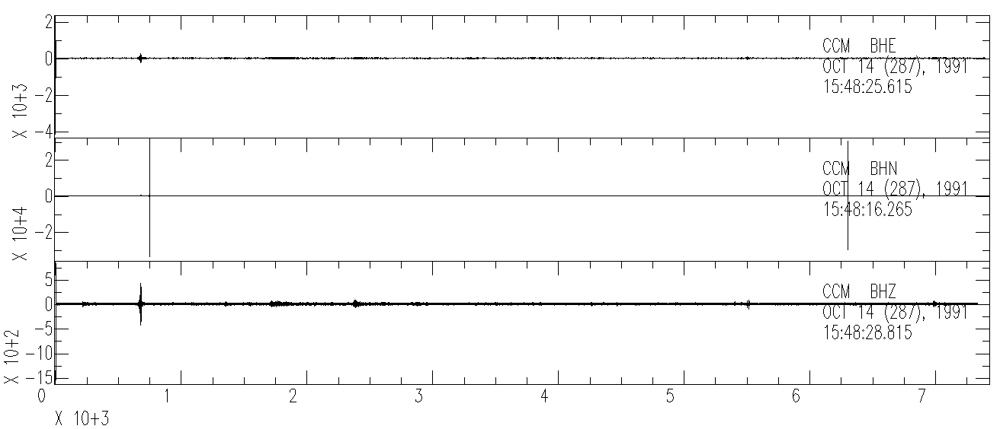 2
0
-2
-4
X 10+3
CCM BHE
OCT 14 (287), 1991
15:48:25.615
2
0
-2
X 10+4
CCM BHN
OCT 14 (287), 1991
15:48:16.265
5
0
-5
-10
-15
X 10+2
CCM BHZ
OCT 14 (287), 1991
15:48:28.815
0 1 2 3 4 5 6 7
X 10+3